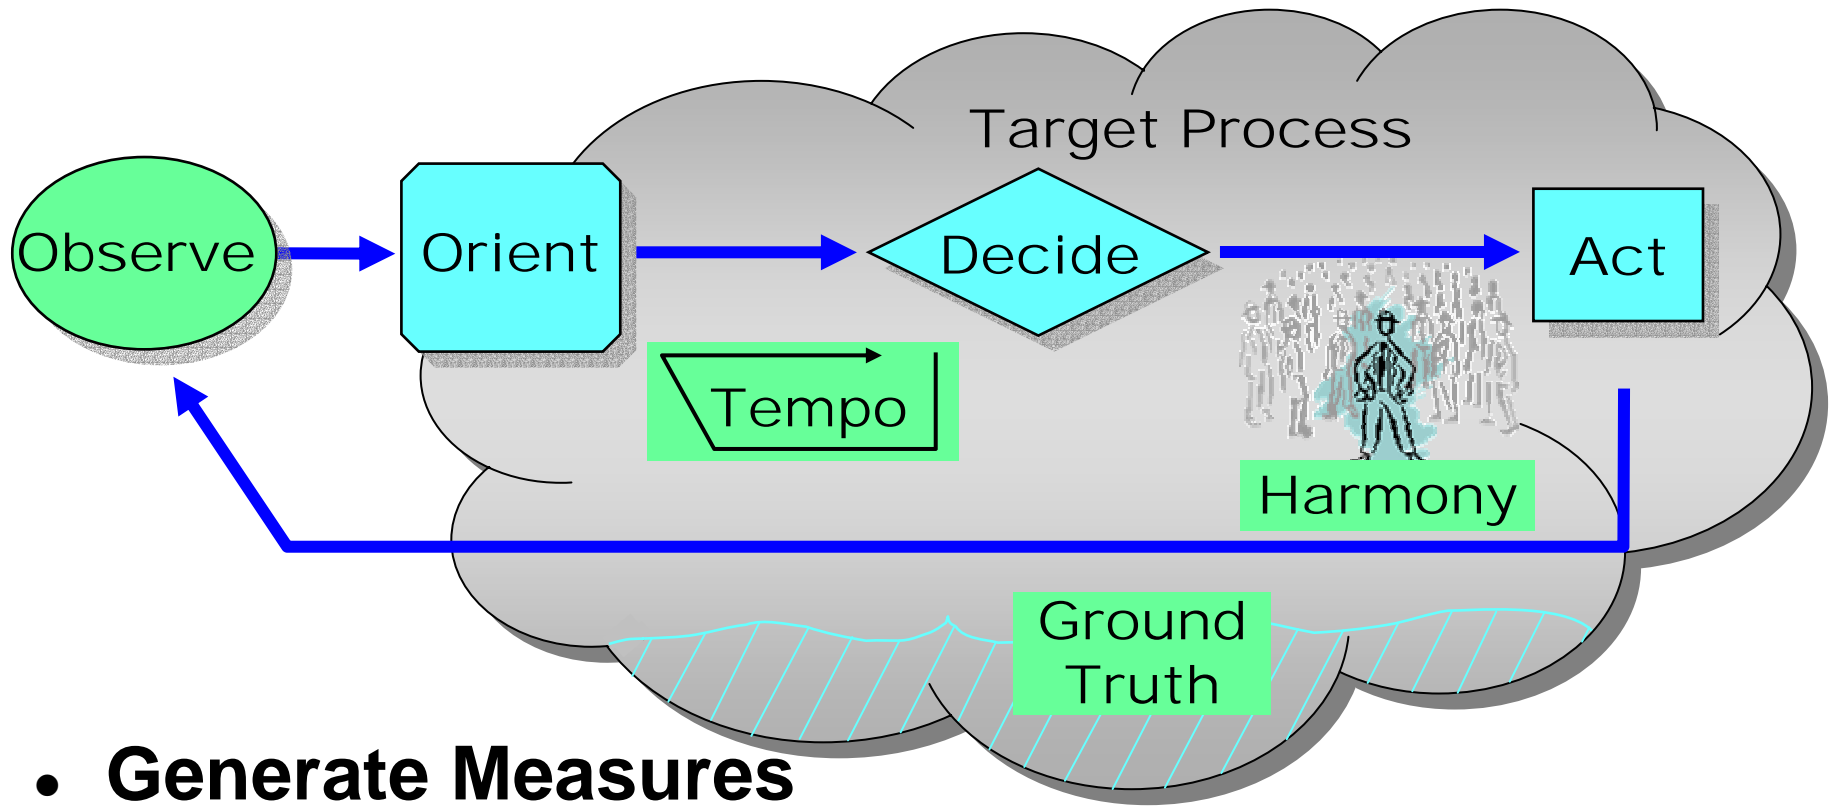 Target Process
Observe
Orient
Decide
Act
Tempo
Harmony
Ground
Truth
• Generate Measures